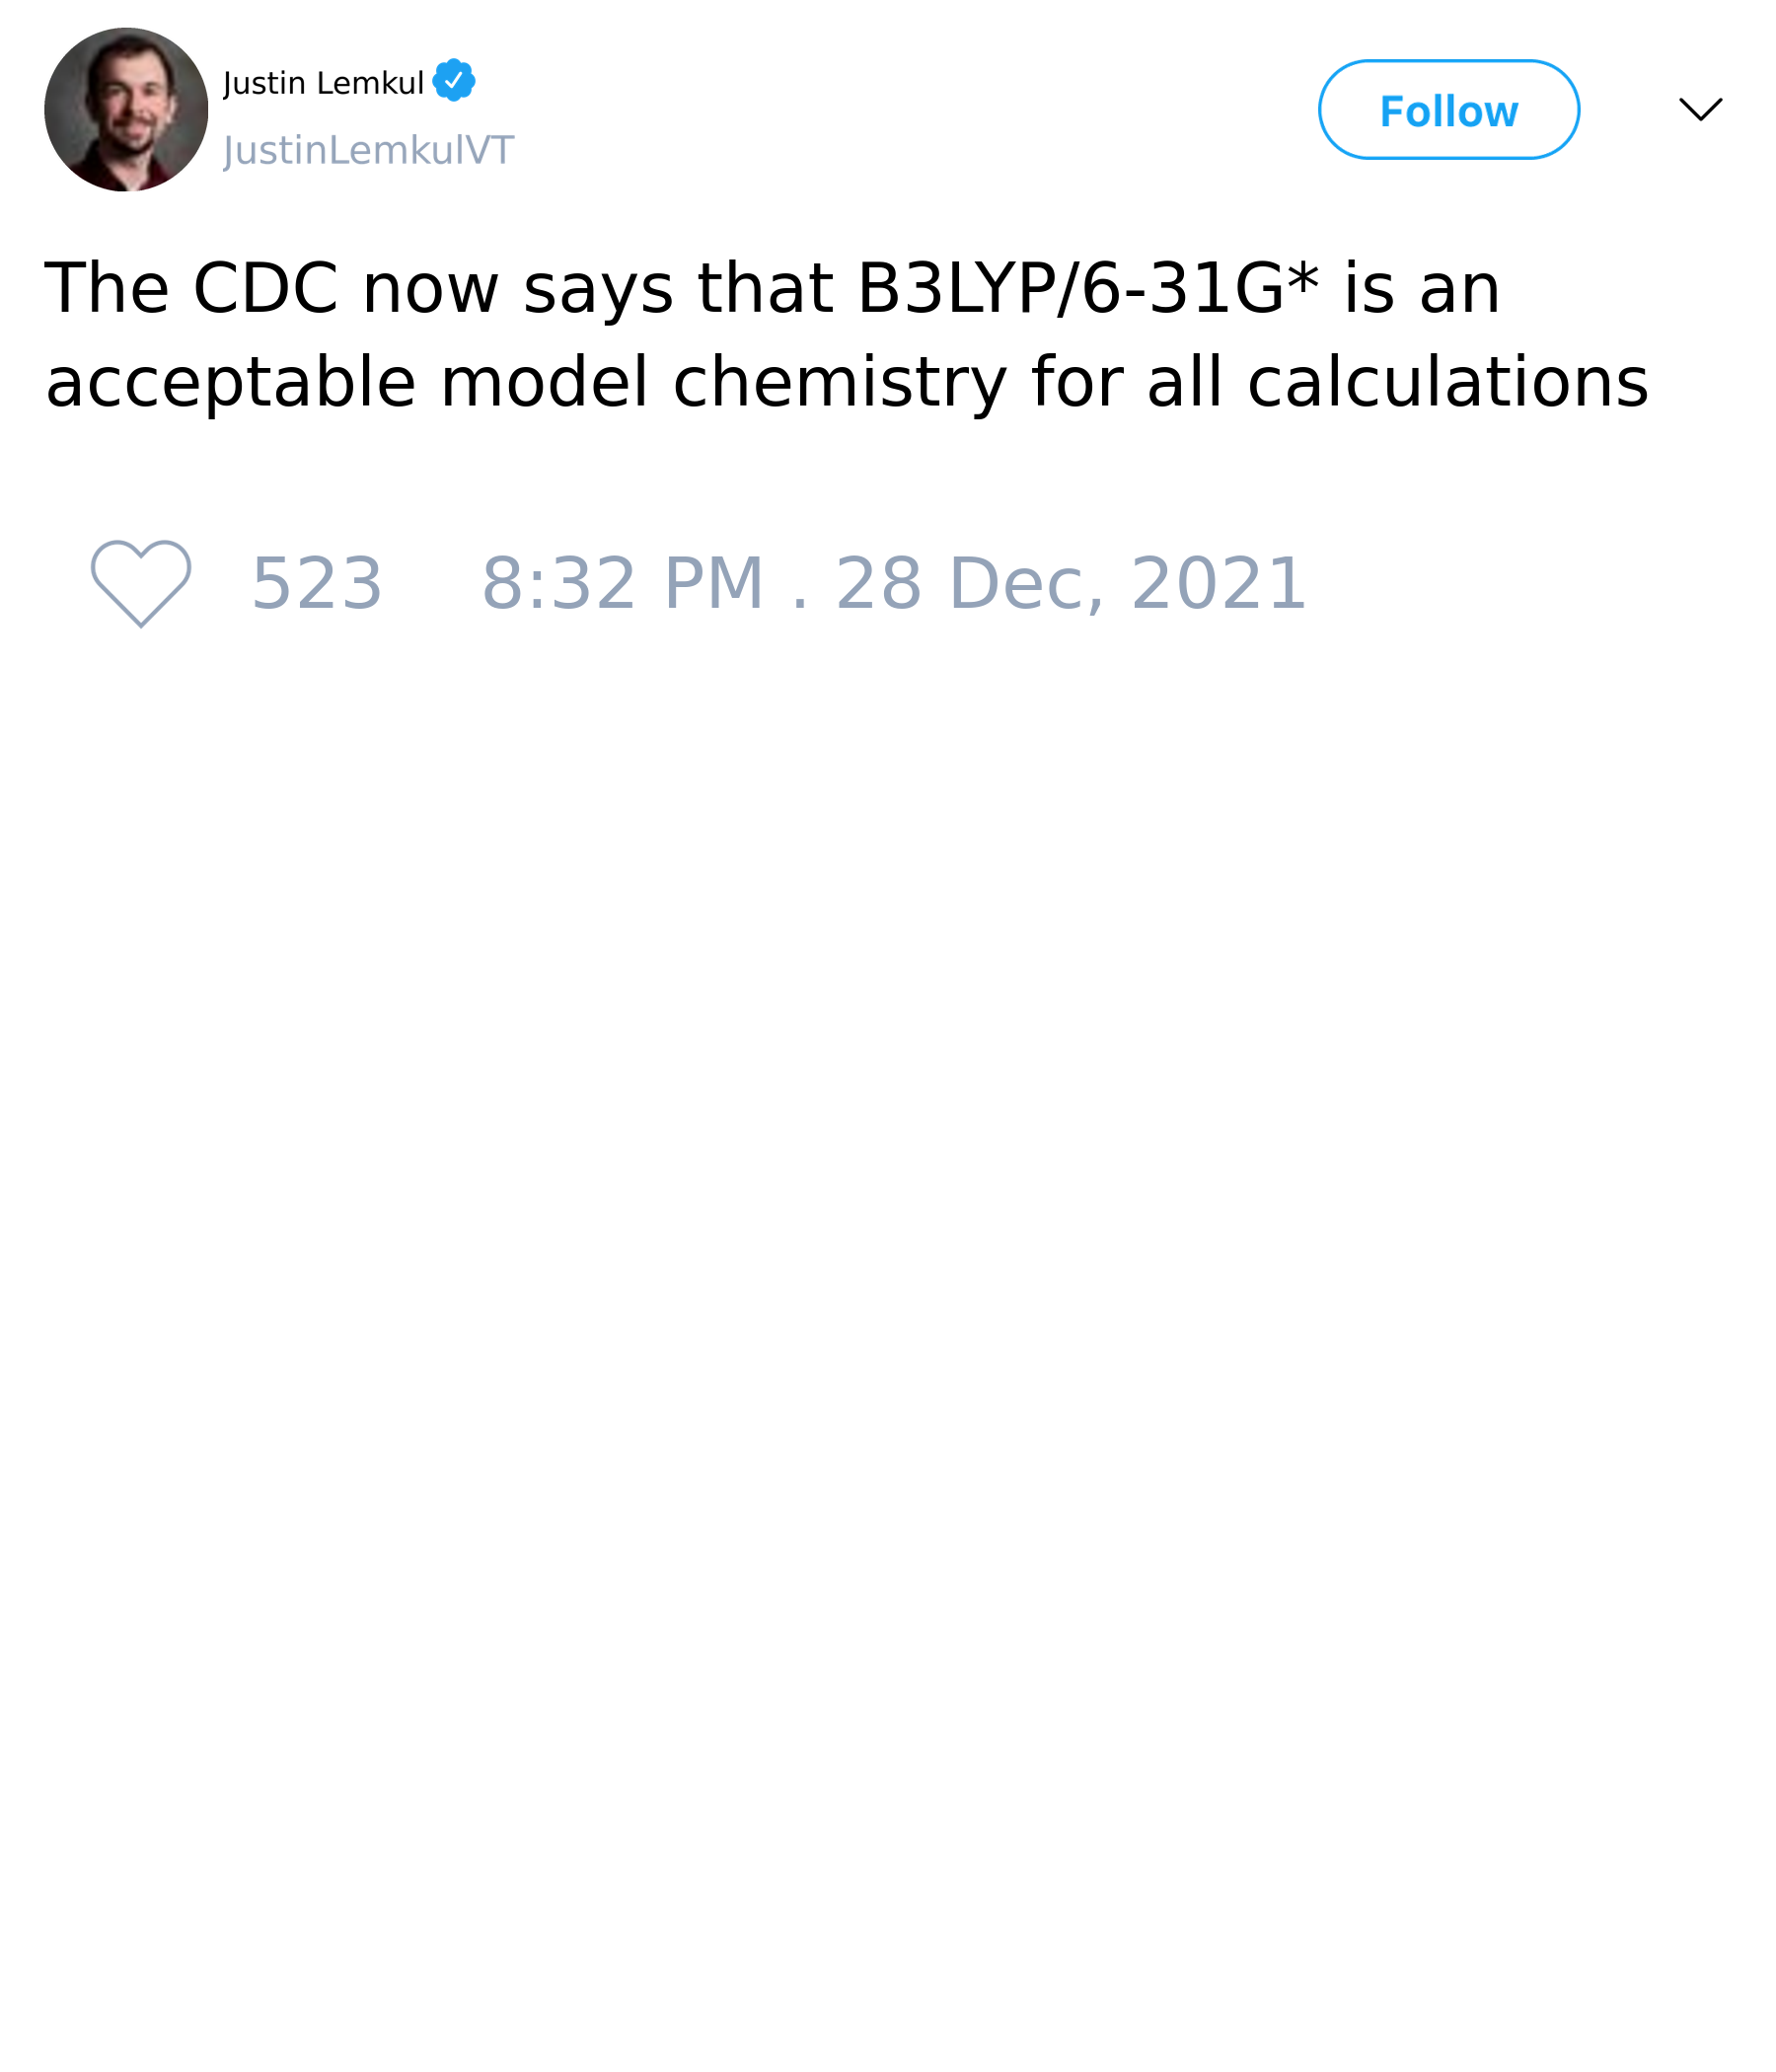 Justin Lemkul
JustinLemkulVT
Follow
The CDC now says that B3LYP/6-31G* is an
acceptable model chemistry for all calculations
523 8:32 PM . 28 Dec, 2021